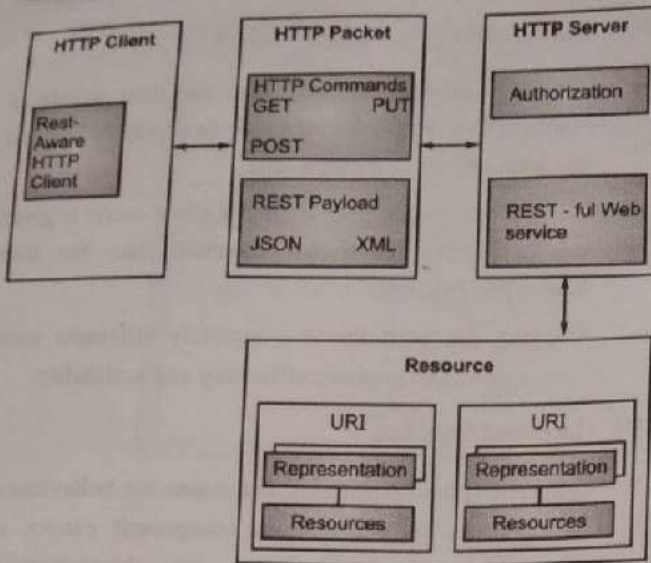 HTTP Client
Rest-
Aware
HTTP
Client
HTTP Packet
HTTP Commands
GET PUT
POST
REST Payload
JSON XML
HTTP Server
Authorization
REST - ful Web
service
Resource
URI
Representation
Resources
URI
Representation
Resources